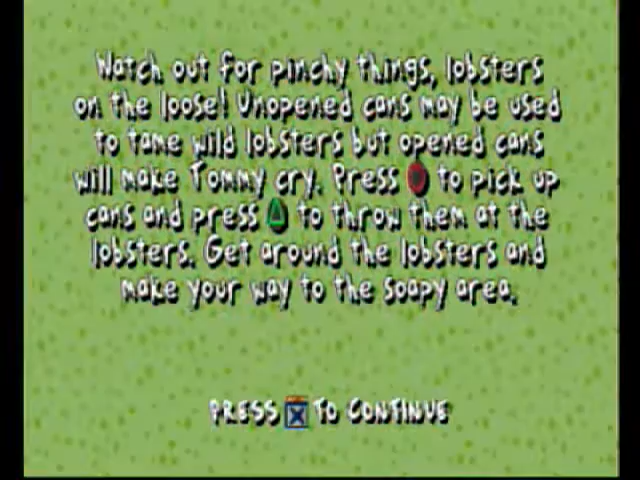 Watch out for pinchy things, lobsters
on the loose! Unopened cans may be used
to tame wild lobsters but opened cans
will make Tommy cry. Press to pick up
cans and press to throw them at the
lobsters. Get around the lobsters and
make your way to the soapy area.
PRESS X TO CONTINUE